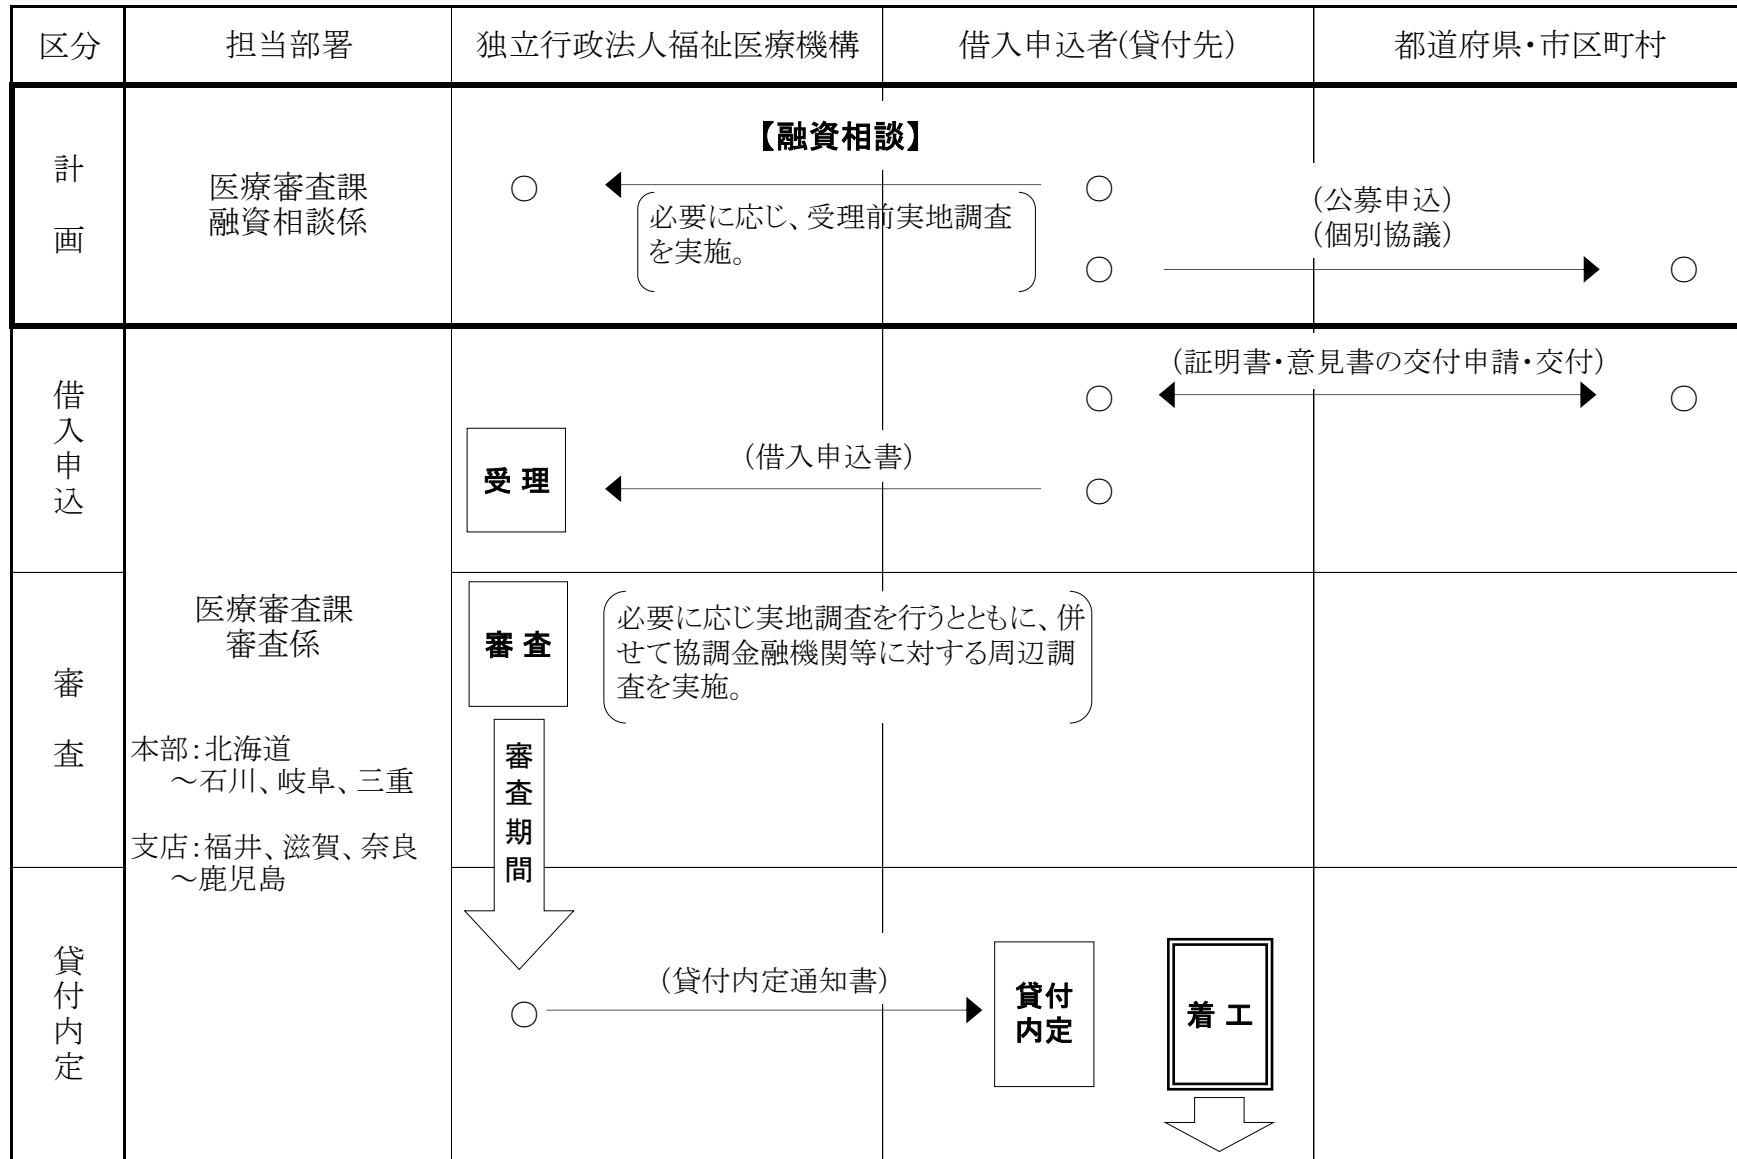 区分
担当部署
独立行政法人福祉医療機構
借入申込者(貸付先)
都道府県・市区町村
計画
医療審査課
融資相談係
【融資相談】
○
○
必要に応じ、受理前実地調査
を実施。
(公募申込)
(個別協議)
○
○
借入申込
(証明書・意見書の交付申請・交付)
○
○
受 理
(借入申込書)
○
医療審査課
審査係
本部:北海道
～石川、岐阜、三重
支店:福井、滋賀、奈良
～鹿児島
審査
審 査
必要に応じ実地調査を行うとともに、併
せて協調金融機関等に対する周辺調
査を実施。
審査期間
貸付内定
○
(貸付内定通知書)
貸付
内定
着 工